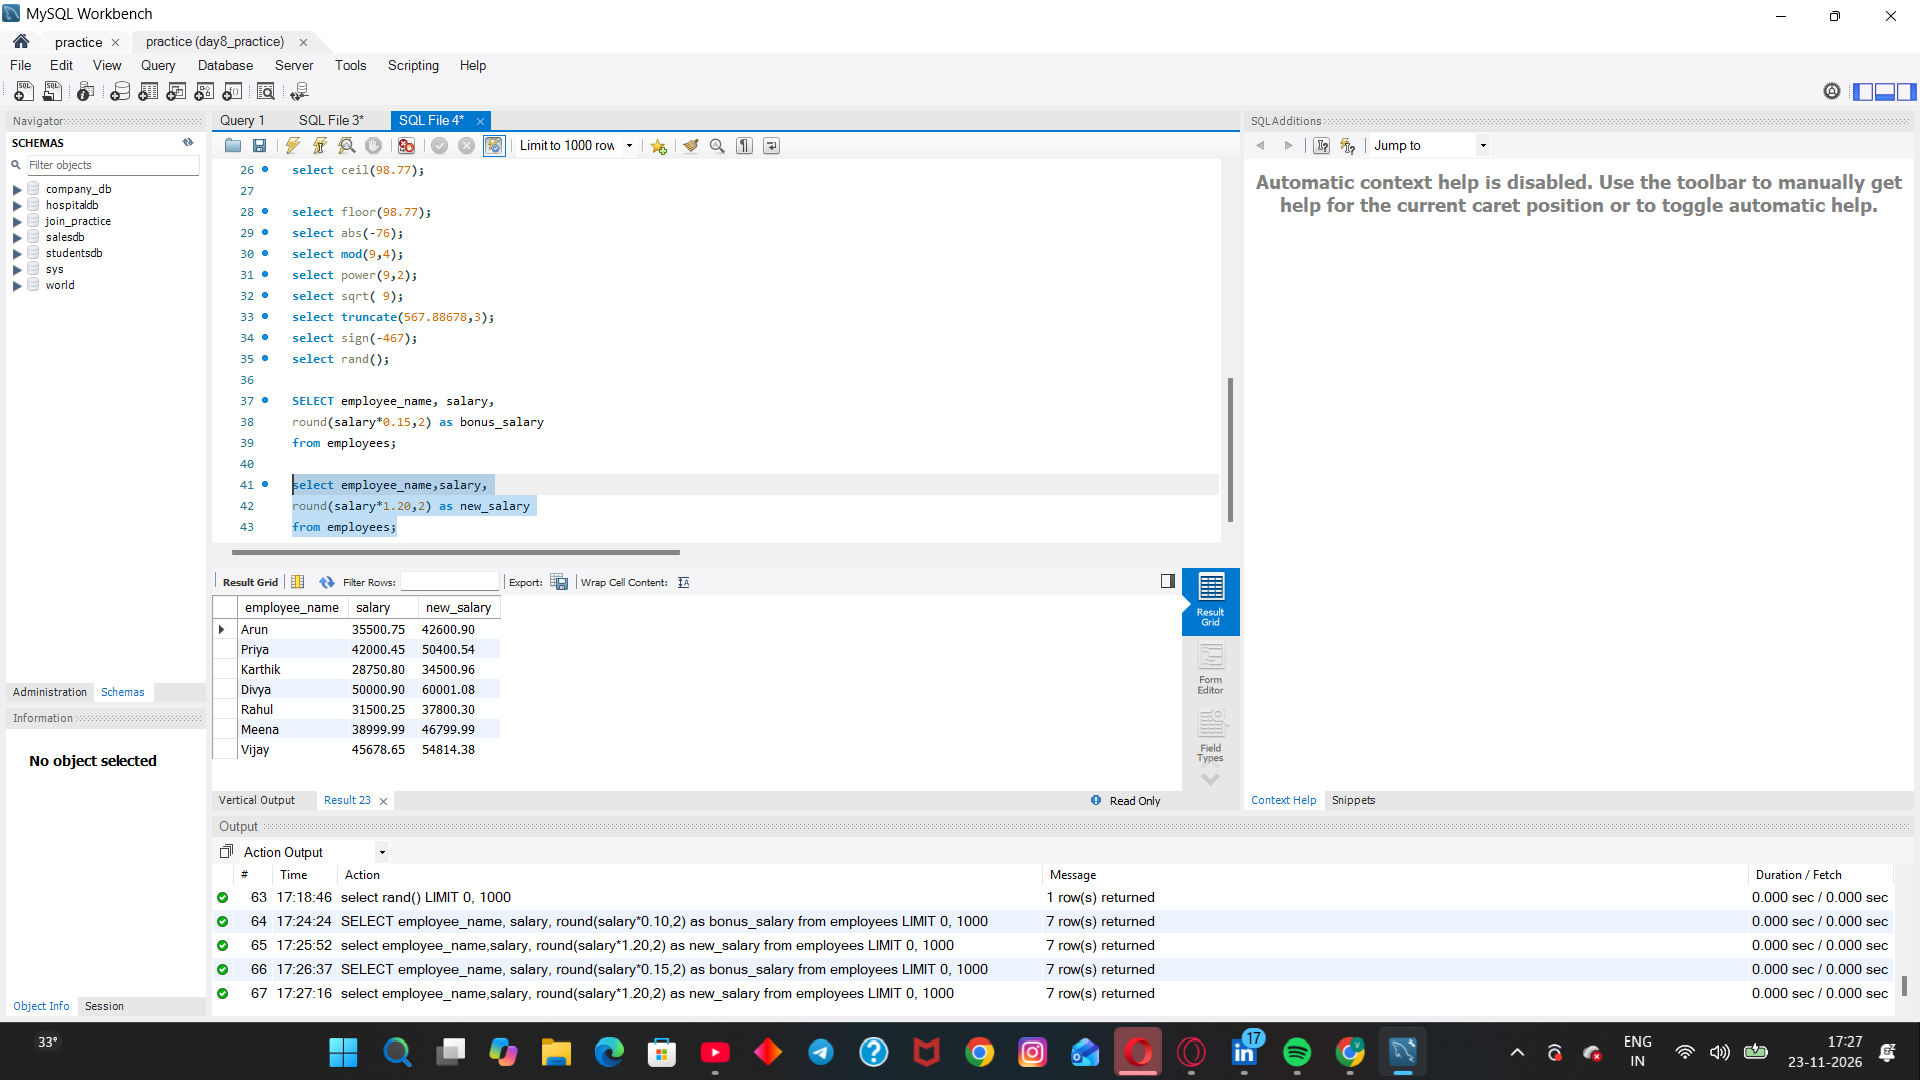 MySQL Workbench
practice
practice (day8_practice)
File Edit View Query Database Server Tools Scripting Help
Navigator
SCHEMAS
Filter objects
company_db
hospitaldb
join_practice
salesdb
studentsdb
sys
world
Administration Schemas
Information
No object selected
Object Info Session
Query 1 SQL File 3* SQL File 4*
Limit to 1000 row
26 select ceil(98.77);
27
28 select floor(98.77);
29 select abs(-76);
30 select mod(9,4);
31 select power(9,2);
32 select sqrt( 9);
33 select truncate(567.88678,3);
34 select sign(-467);
35 select rand();
36
37 SELECT employee_name, salary,
38 round(salary*0.15,2) as bonus_salary
39 from employees;
40
41 select employee_name,salary,
42 round(salary*1.20,2) as new_salary
43 from employees;
Result Grid Filter Rows: Export: Wrap Cell Content:
employee_name salary new_salary
Arun 35500.75 42600.90
Priya 42000.45 50400.54
Karthik 28750.80 34500.96
Divya 50000.90 60001.08
Rahul 31500.25 37800.30
Meena 38999.99 46799.99
Vijay 45678.65 54814.38
Result
Grid
Form
Editor
Field
Types
Vertical Output Result 23 Read Only
SQLAdditions
Jump to
Automatic context help is disabled. Use the toolbar to manually get
help for the current caret position or to toggle automatic help.
Context Help Snippets
Output
Action Output
# Time Action Message Duration / Fetch
63 17:18:46 select rand() LIMIT 0, 1000 1 row(s) returned 0.000 sec / 0.000 sec
64 17:24:24 SELECT employee_name, salary, round(salary*0.10,2) as bonus_salary from employees LIMIT 0, 1000 7 row(s) returned 0.000 sec / 0.000 sec
65 17:25:52 select employee_name,salary, round(salary*1.20,2) as new_salary from employees LIMIT 0, 1000 7 row(s) returned 0.000 sec / 0.000 sec
66 17:26:37 SELECT employee_name, salary, round(salary*0.15,2) as bonus_salary from employees LIMIT 0, 1000 7 row(s) returned 0.000 sec / 0.000 sec
67 17:27:16 select employee_name,salary, round(salary*1.20,2) as new_salary from employees LIMIT 0, 1000 7 row(s) returned 0.000 sec / 0.000 sec
33°
17
ENG
IN
17:27
23-11-2026